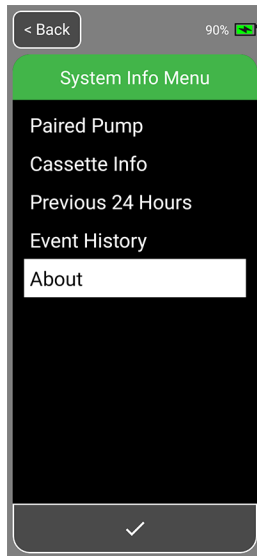 < Back
90%
System Info Menu
Paired Pump
Cassette Info
Previous 24 Hours
Event History
About